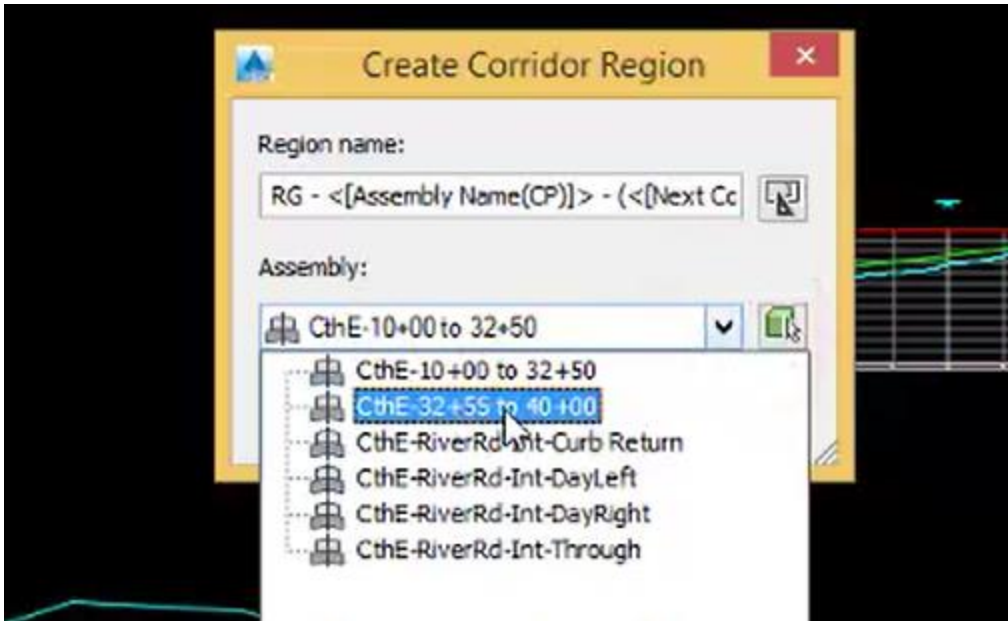 Create Corridor Region
Region name:
RG - <[Assembly Name(CP)]> - (<[Next Cc
Assembly:
CthE-10+00 to 32+50
CthE-10+00 to 32+50
CthE-32+55 to 40+00
CthE-RiverRd-Int-Curb Return
CthE-RiverRd-Int-DayLeft
CthE-RiverRd-Int-DayRight
CthE-RiverRd-Int-Through